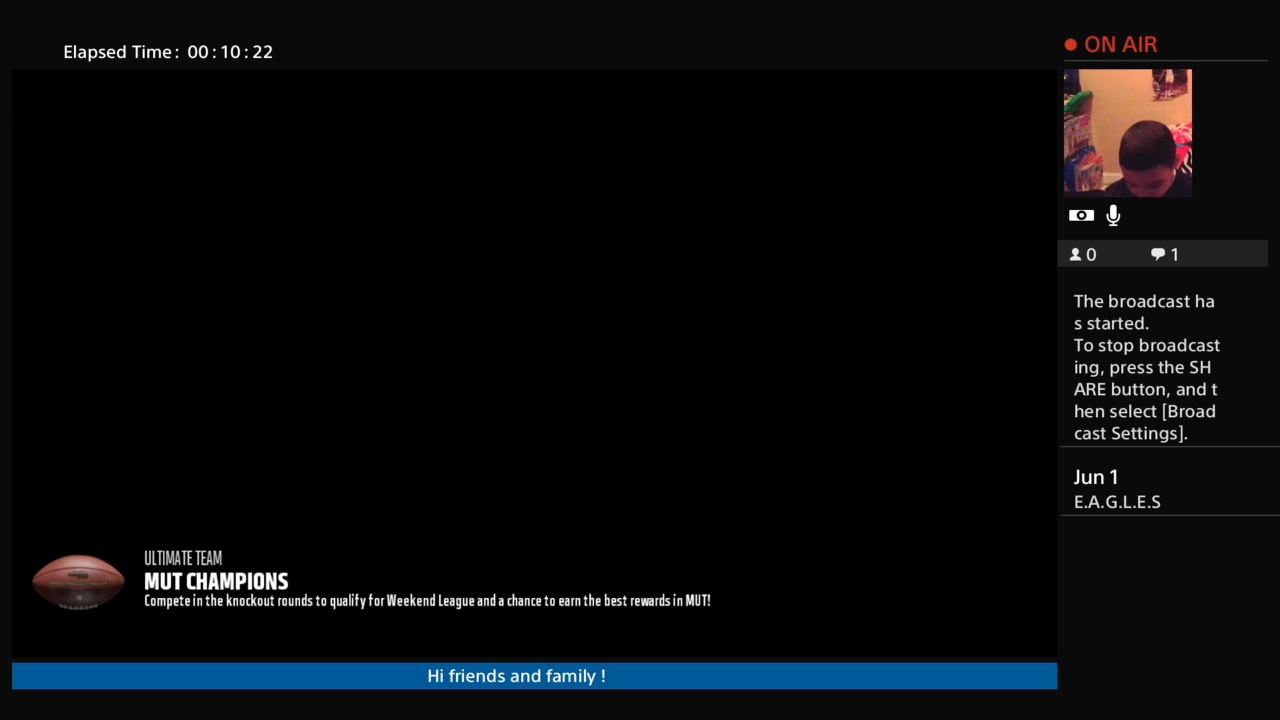 Elapsed Time: 00:10:22
ON AIR
0
1
The broadcast ha
s started.
To stop broadcast
ing, press the SH
ARE button, and t
hen select [Broad
cast Settings].
Jun 1
E.A.G.L.E.S
ULTIMATE TEAM
MUT CHAMPIONS
Compete in the knockout rounds to qualify for Weekend League and a chance to earn the best rewards in MUT!
Hi friends and family !